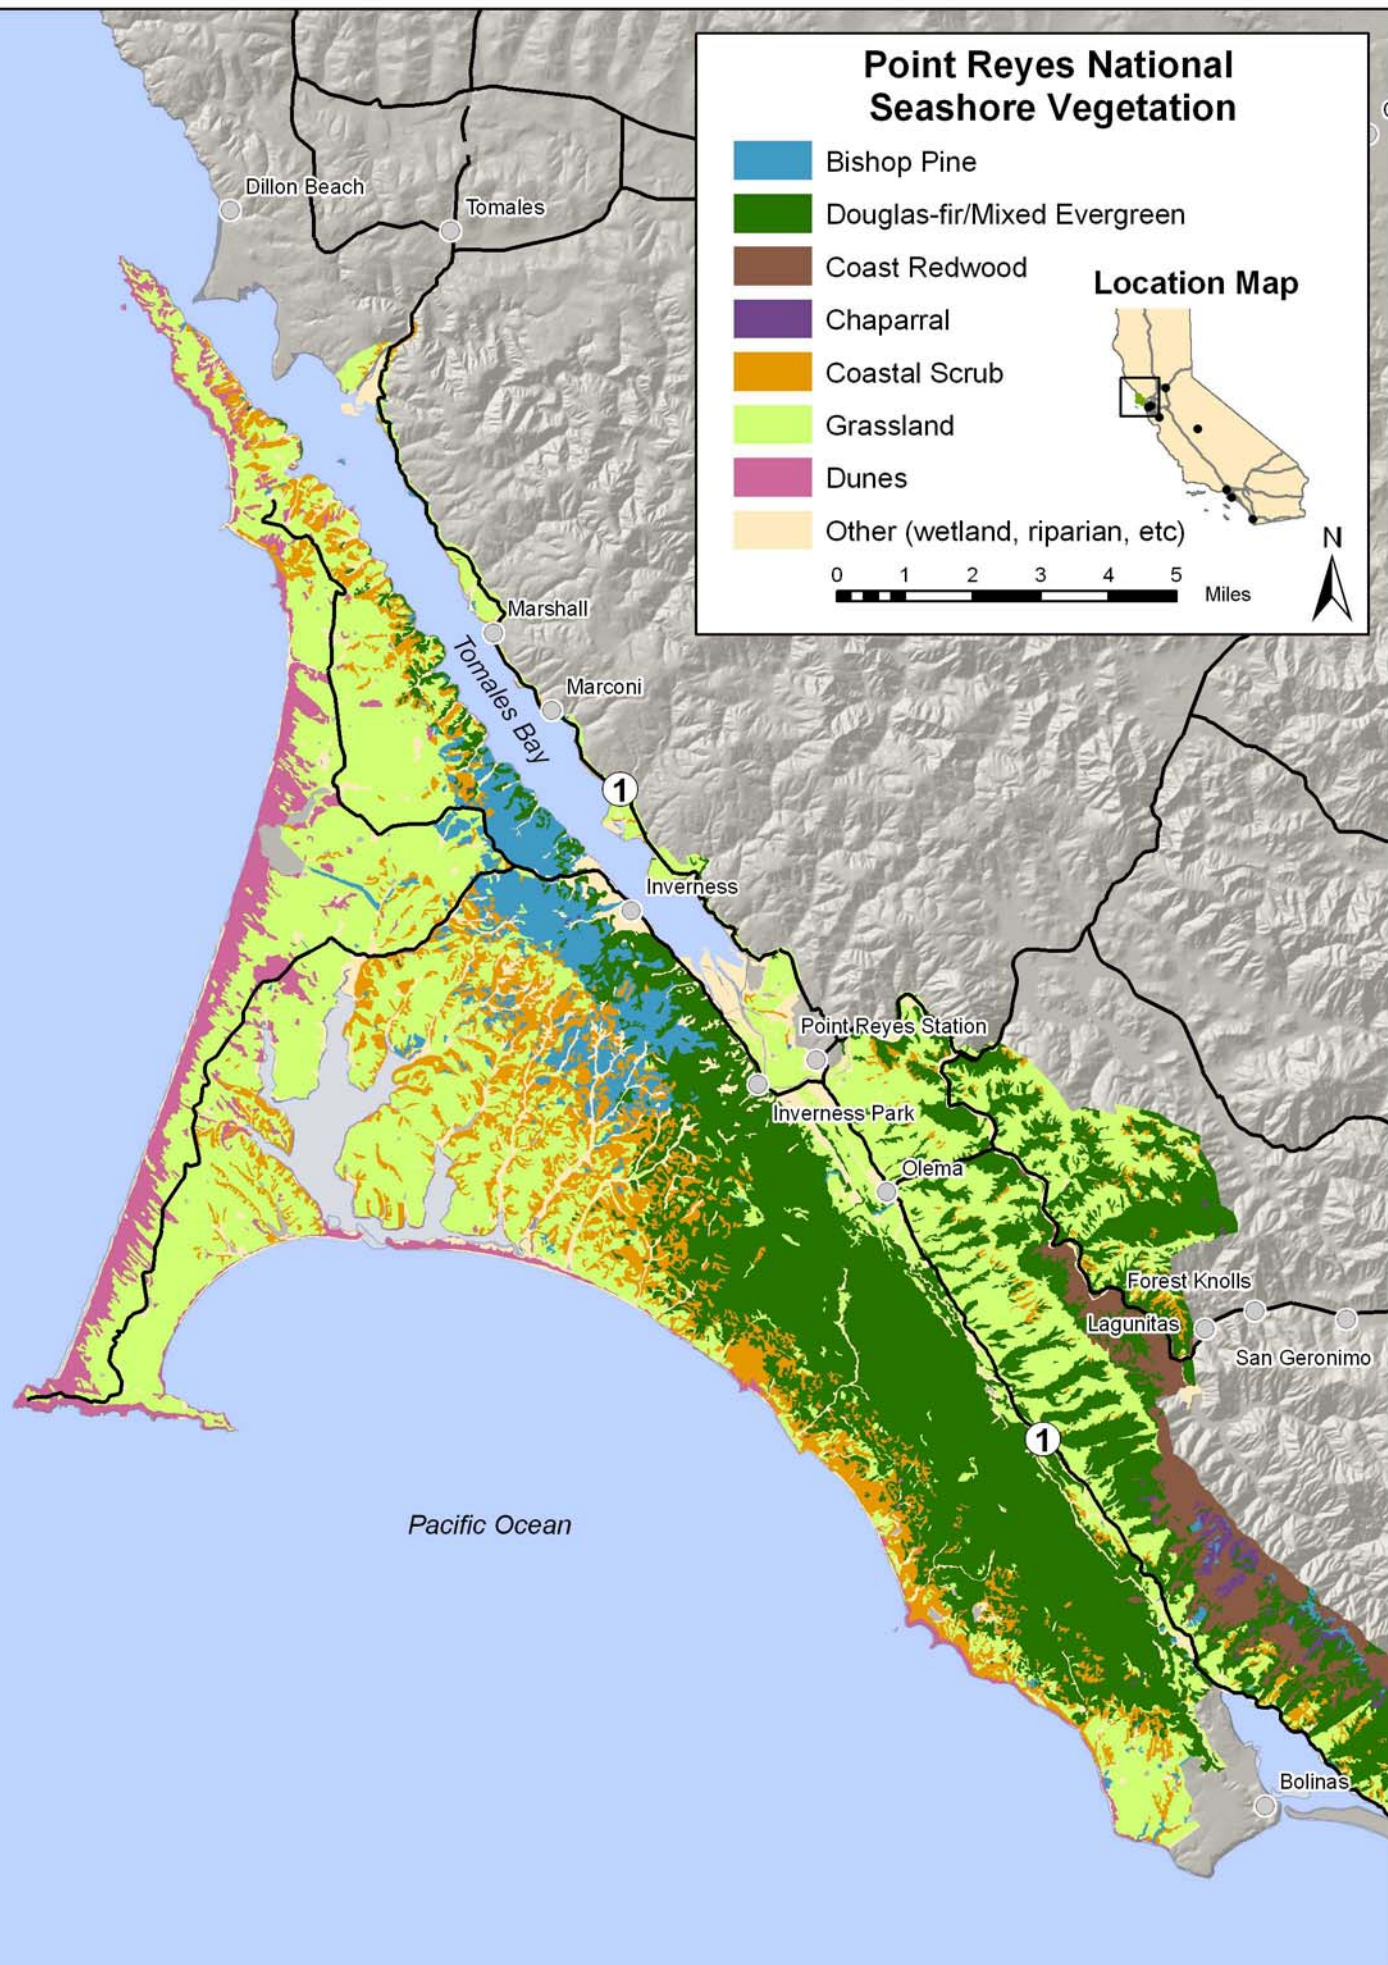 Point Reyes National
Seashore Vegetation
Bishop Pine
Douglas-fir/Mixed Evergreen
Coast Redwood
Chaparral
Coastal Scrub
Grassland
Dunes
Other (wetland, riparian, etc)
Location Map
N
0 1 2 3 4 5 Miles
Dillon Beach
Tomales
Marshall
Tomales Bay
Marconi
1
Inverness
Point Reyes Station
Inverness Park
Olema
Forest Knolls
Lagunitas
San Geronimo
1
Pacific Ocean
Bolinas